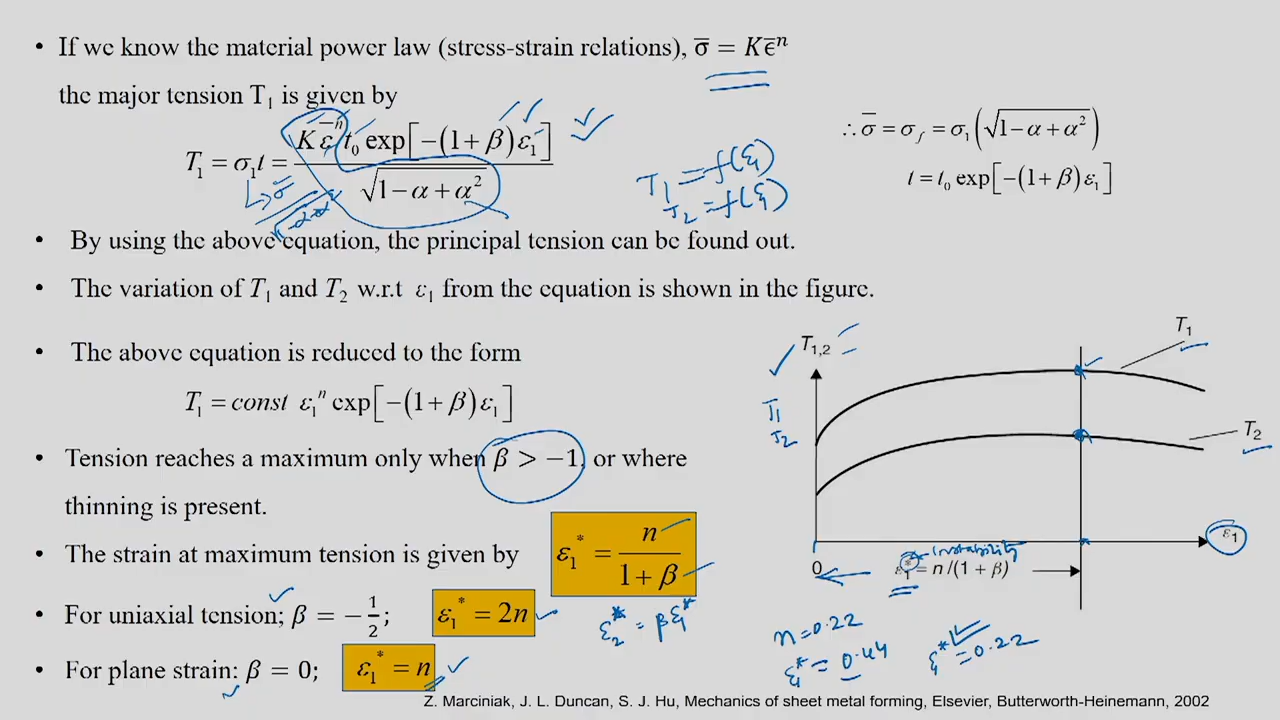 • If we know the material power law (stress-strain relations), σ̅ = Kε̅ⁿ
the major tension T₁ is given by
T₁ = σ₁t = Kε̅ⁿ t₀ exp[−(1+β)ε₁] / √(1−α+α²)
∴ σ̅ = σ_f = σ₁(√(1−α+α²))
t = t₀ exp[−(1+β)ε₁]
T₁ = f(ε₁)
T₂ = f(ε₁)
• By using the above equation, the principal tension can be found out.
• The variation of T₁ and T₂ w.r.t ε₁ from the equation is shown in the figure.
• The above equation is reduced to the form
T₁ = const ε₁ⁿ exp[−(1+β)ε₁]
• Tension reaches a maximum only when β > −1, or where
thinning is present.
• The strain at maximum tension is given by
ε₁* = n / (1+β)
• For uniaxial tension; β = −1/2; ε₁* = 2n
ε₂* = βε₁*
• For plane strain: β = 0; ε₁* = n
T₁,₂
T₁
T₂
T₁
T₂
ε₁
* → Instability
0
ε₁* = n/(1 + β)
n = 0.22
ε₁* = 0.44
ε₁* = 0.22
Z. Marciniak, J. L. Duncan, S. J. Hu, Mechanics of sheet metal forming, Elsevier, Butterworth-Heinemann, 2002